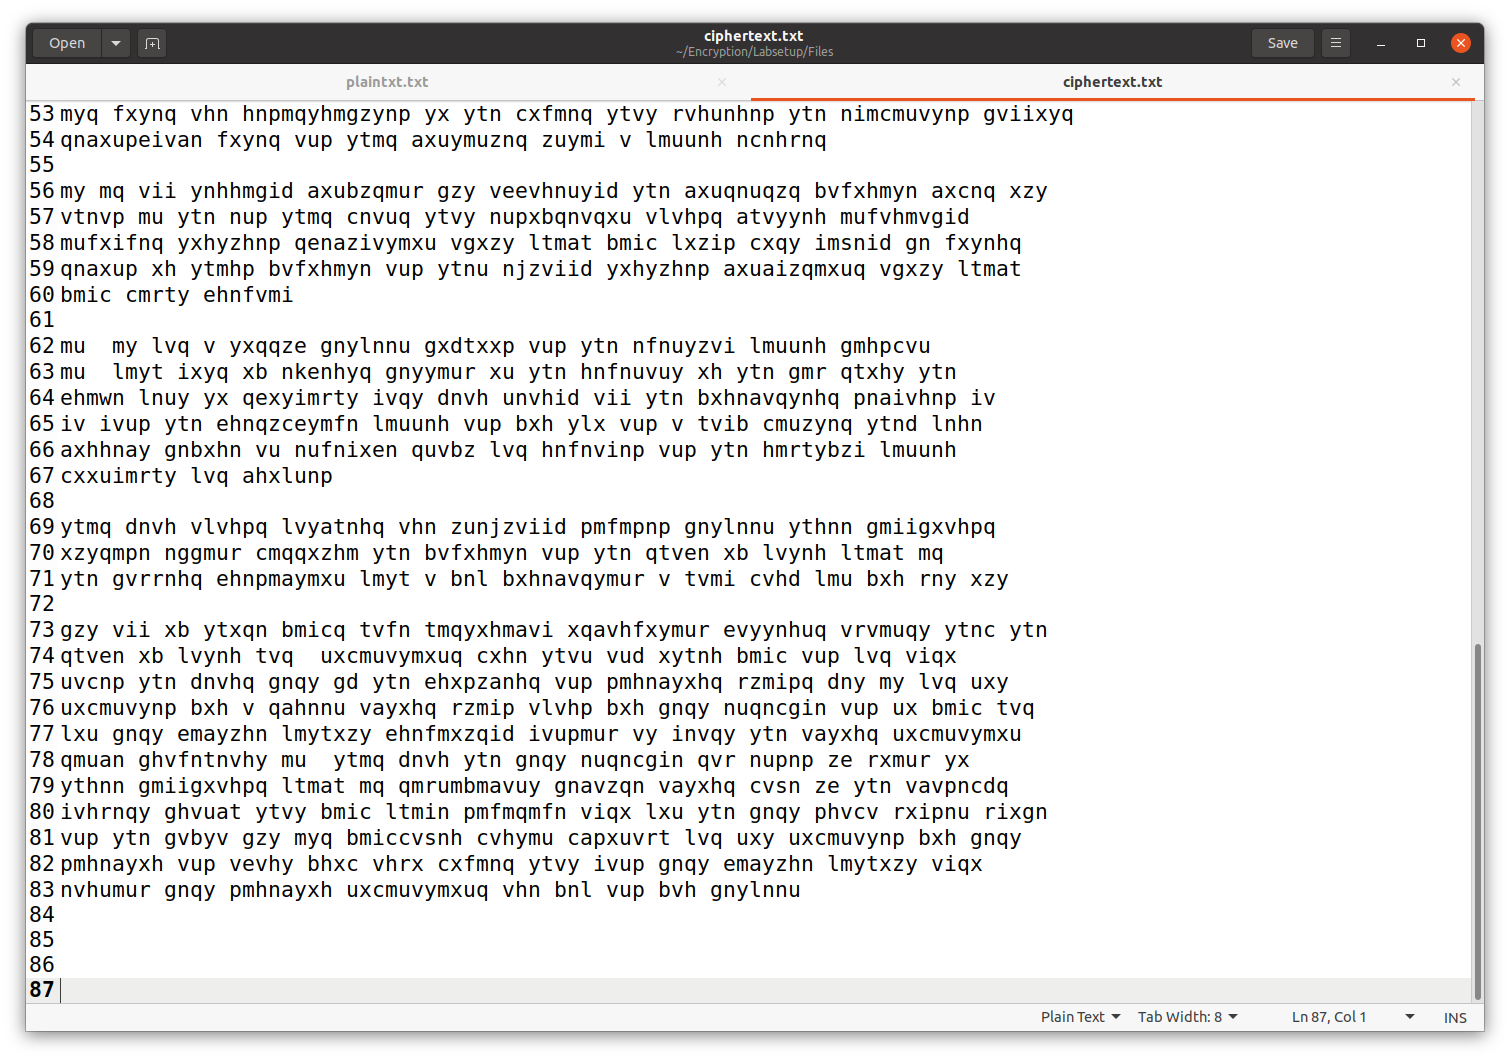 Open
ciphertext.txt
~/Encryption/Labsetup/Files
Save
plaintxt.txt
ciphertext.txt
53 myq fxynq vhn hnpmqyhmgzynp yx ytn cxfmnq ytvy rvhunhnp ytn nimcmuvynp gviixyq
54 qnaxupeivan fxynq vup ytmq axuymuznq zuymi v lmuunh ncnhrnq
55
56 my mq vii ynhhmgid axubzqmur gzy veevhnuyid ytn axuqnuqzq bvfxhmyn axcnq xzy
57 vtnvp mu ytn nup ytmq cnvuq ytvy nupxbqnvqxu vlvhpq atvyynh mufvhmvgid
58 mufxifnq yxhyzhnp qenazivymxu vgxzy ltmat bmic lxzip cxqy imsnid gn fxynhq
59 qnaxup xh ytmhp bvfxhmyn vup ytnu njzviid yxhyzhnp axuaizqmxuq vgxzy ltmat
60 bmic cmrty ehnfvmi
61
62 mu  my lvq v yxqqze gnylnnu gxdtxxp vup ytn nfnuyzvi lmuunh gmhpcvu
63 mu  lmyt ixyq xb nkenhyq gnyymur xu ytn hnfnuvuy xh ytn gmr qtxhy ytn
64 ehmwn lnuy yx qexyimrty ivqy dnvh unvhid vii ytn bxhnavqynhq pnaivhnp iv
65 iv ivup ytn ehnqzceymfn lmuunh vup bxh ylx vup v tvib cmuzynq ytnd lnhn
66 axhhnay gnbxhn vu nufnixen quvbz lvq hnfnvinp vup ytn hmrtybzi lmuunh
67 cxxuimrty lvq ahxlunp
68
69 ytmq dnvh vlvhpq lvyatnhq vhn zunjzviid pmfmpnp gnylnnu ythnn gmiigxvhpq
70 xzyqmpn nggmur cmqqxzhm ytn bvfxhmyn vup ytn qtven xb lvynh ltmat mq
71 ytn gvrrnhq ehnpmaymxu lmyt v bnl bxhnavqymur v tvmi cvhd lmu bxh rny xzy
72
73 gzy vii xb ytxqn bmicq tvfn tmqyxhmavi xqavhfxymur evyynhuq vrvmuqy ytnc ytn
74 qtven xb lvynh tvq  uxcmuvymxuq cxhn ytvu vud xytnh bmic vup lvq viqx
75 uvcnp ytn dnvhq gnqy gd ytn ehxpzanhq vup pmhnayxhq rzmipq dny my lvq uxy
76 uxcmuvynp bxh v qahnnu vayxhq rzmip vlvhp bxh gnqy nuqncgin vup ux bmic tvq
77 lxu gnqy emayzhn lmytxzy ehnfmxzqid ivupmur vy invqy ytn vayxhq uxcmuvymxu
78 qmuan ghvfntnvhy mu  ytmq dnvh ytn gnqy nuqncgin qvr nupnp ze rxmur yx
79 ythnn gmiigxvhpq ltmat mq qmrumbmavuy gnavzqn vayxhq cvsn ze ytn vavpncdq
80 ivhrnqy ghvuat ytvy bmic ltmin pmfmqmfn viqx lxu ytn gnqy phvcv rxipnu rixgn
81 vup ytn gvbyv gzy myq bmiccvsnh cvhymu capxuvrt lvq uxy uxcmuvynp bxh gnqy
82 pmhnayxh vup vevhy bhxc vhrx cxfmnq ytvy ivup gnqy emayzhn lmytxzy viqx
83 nvhumur gnqy pmhnayxh uxcmuvymxuq vhn bnl vup bvh gnylnnu
84
85
86
87
Plain Text Tab Width: 8 Ln 87, Col 1 INS